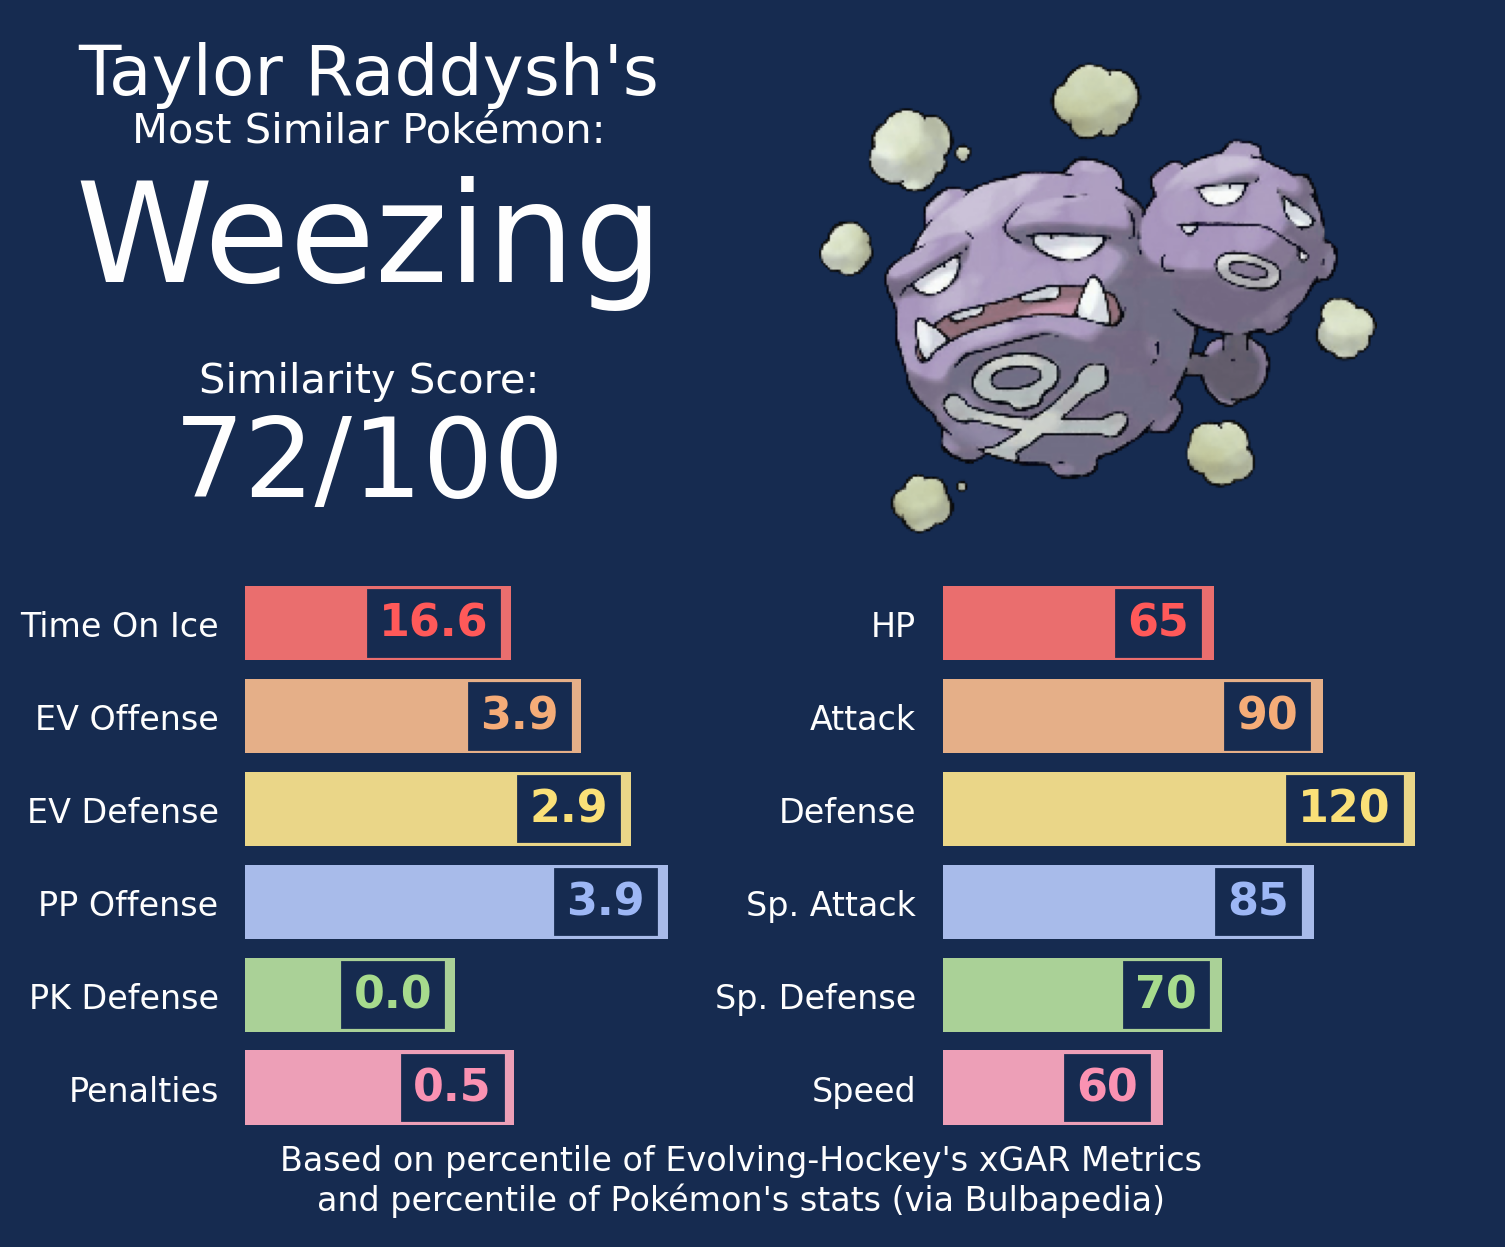 Taylor Raddysh's
Most Similar Pokémon:
Weezing
Similarity Score:
72/100
Time On Ice 16.6
EV Offense 3.9
EV Defense 2.9
PP Offense 3.9
PK Defense 0.0
Penalties 0.5
HP 65
Attack 90
Defense 120
Sp. Attack 85
Sp. Defense 70
Speed 60
Based on percentile of Evolving-Hockey's xGAR Metrics
and percentile of Pokémon's stats (via Bulbapedia)